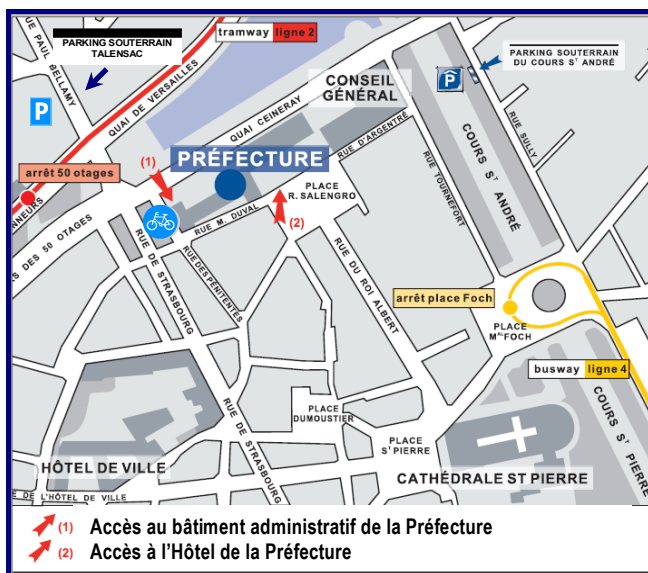 RUE PAUL BELLAMY
PARKING SOUTERRAIN
TALENSAC
P
tramway ligne 2
QUAI DE VERSAILLES
QUAI CEINERAY
CONSEIL
GÉNÉRAL
P
PARKING SOUTERRAIN
DU COURS Sᵀ ANDRÉ
RUE SULLY
COURS Sᵀ ANDRÉ
RUE TOURNEFORT
RUE D'ARGENTRÉ
(1)
PRÉFECTURE
arrêt 50 otages
ONNEURS
S DES 50 OTAGES
PLACE
R. SALENGRO
(2)
RUE M. DUVAL
RUE DES PÉNITENTES
RUE DE STRASBOURG
RUE DU ROI ALBERT
arrêt place Foch
PLACE
Mᴬᴸ FOCH
busway ligne 4
COURS Sᵀ PIERRE
PLACE
DUMOUSTIER
RUE DE STRASBOURG
PLACE
Sᵀ PIERRE
HÔTEL DE VILLE
CATHÉDRALE ST PIERRE
E DE L'HÔTEL DE VILLE
(1) Accès au bâtiment administratif de la Préfecture
(2) Accès à l'Hôtel de la Préfecture